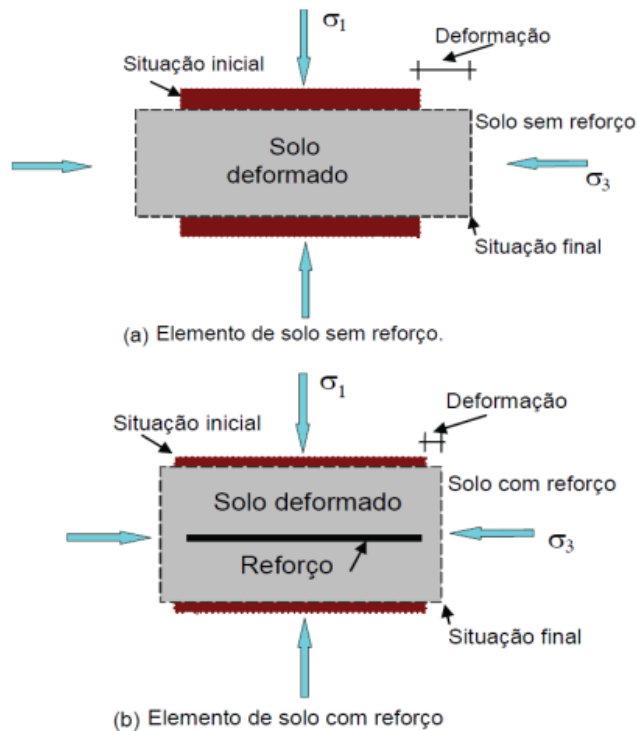 σ1
Deformação
Situação inicial
Solo sem reforço
Solo
deformado
σ3
Situação final
(a) Elemento de solo sem reforço.
σ1
Deformação
Situação inicial
Solo com reforço
Solo deformado
σ3
Reforço
Situação final
(b) Elemento de solo com reforço